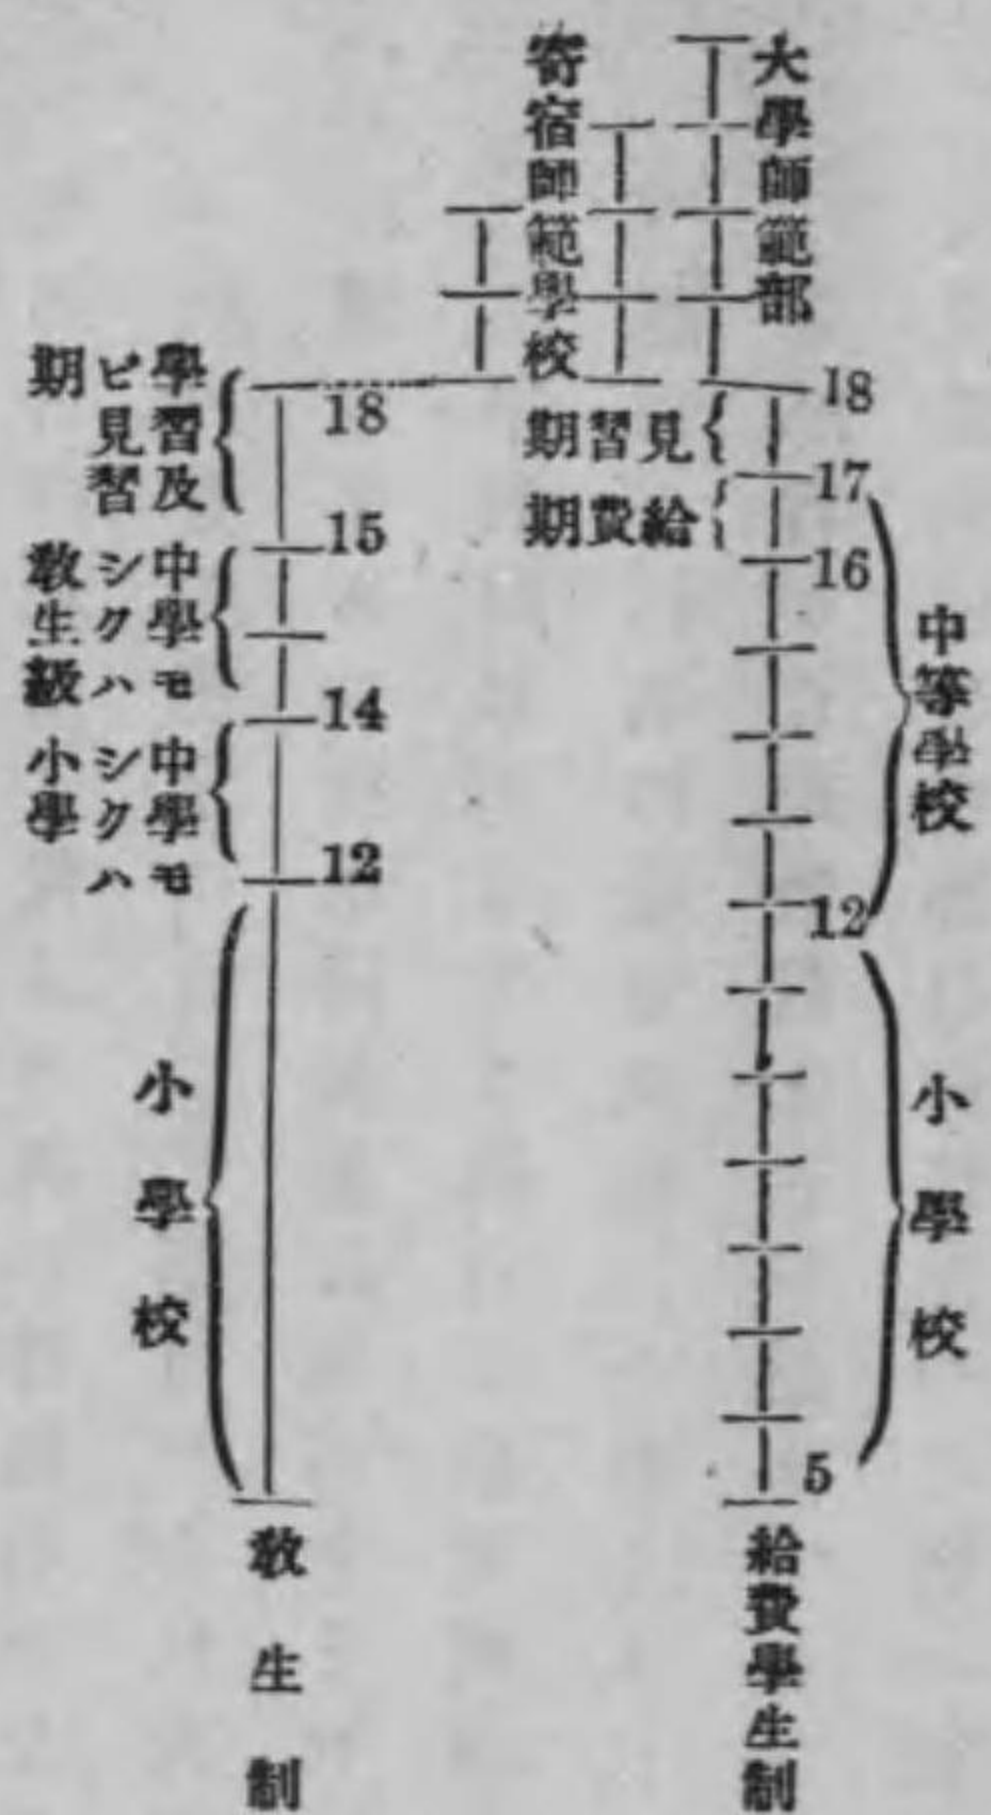 大學師範部
寄宿師範學校
18
見習期
17
給費期
16
中等學校
12
小學校
5
給費學生制
18
學習及
ビ見習
期
15
中學モ
シクハ
敎生級
14
中學モ
シクハ
小學
12
小學校
敎生制